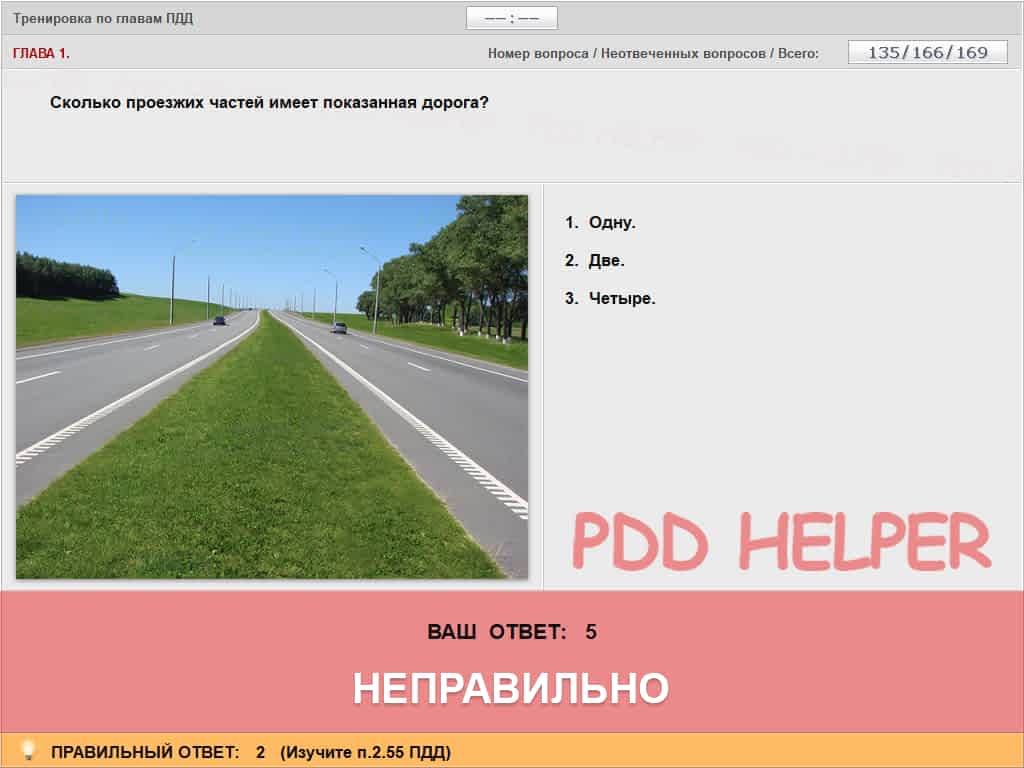 Тренировка по главам ПДД
—— : ——
ГЛАВА 1.
Номер вопроса / Неотвеченных вопросов / Всего: 135/166/169
Сколько проезжих частей имеет показанная дорога?
1. Одну.
2. Две.
3. Четыре.
PDD HELPER
ВАШ ОТВЕТ: 5
НЕПРАВИЛЬНО
ПРАВИЛЬНЫЙ ОТВЕТ: 2 (Изучите п.2.55 ПДД)